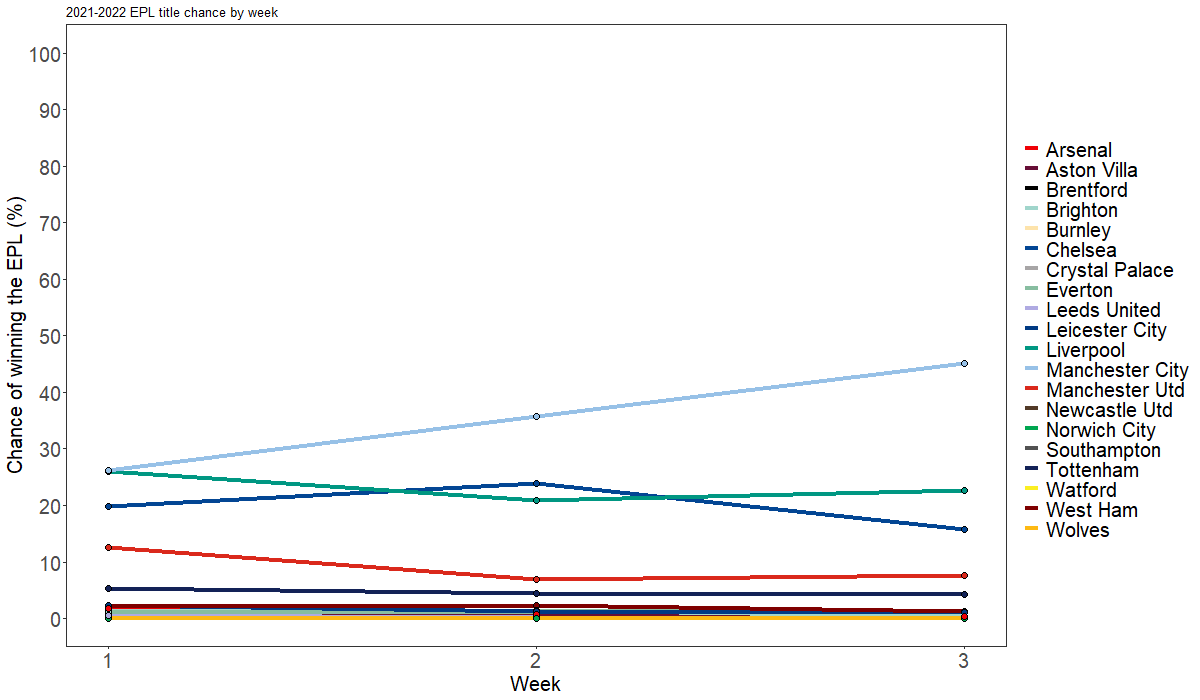 2021-2022 EPL title chance by week
100
90
80
70
60
50
40
30
20
10
0
Chance of winning the EPL (%)
1
2
3
Week
Arsenal
Aston Villa
Brentford
Brighton
Burnley
Chelsea
Crystal Palace
Everton
Leeds United
Leicester City
Liverpool
Manchester City
Manchester Utd
Newcastle Utd
Norwich City
Southampton
Tottenham
Watford
West Ham
Wolves